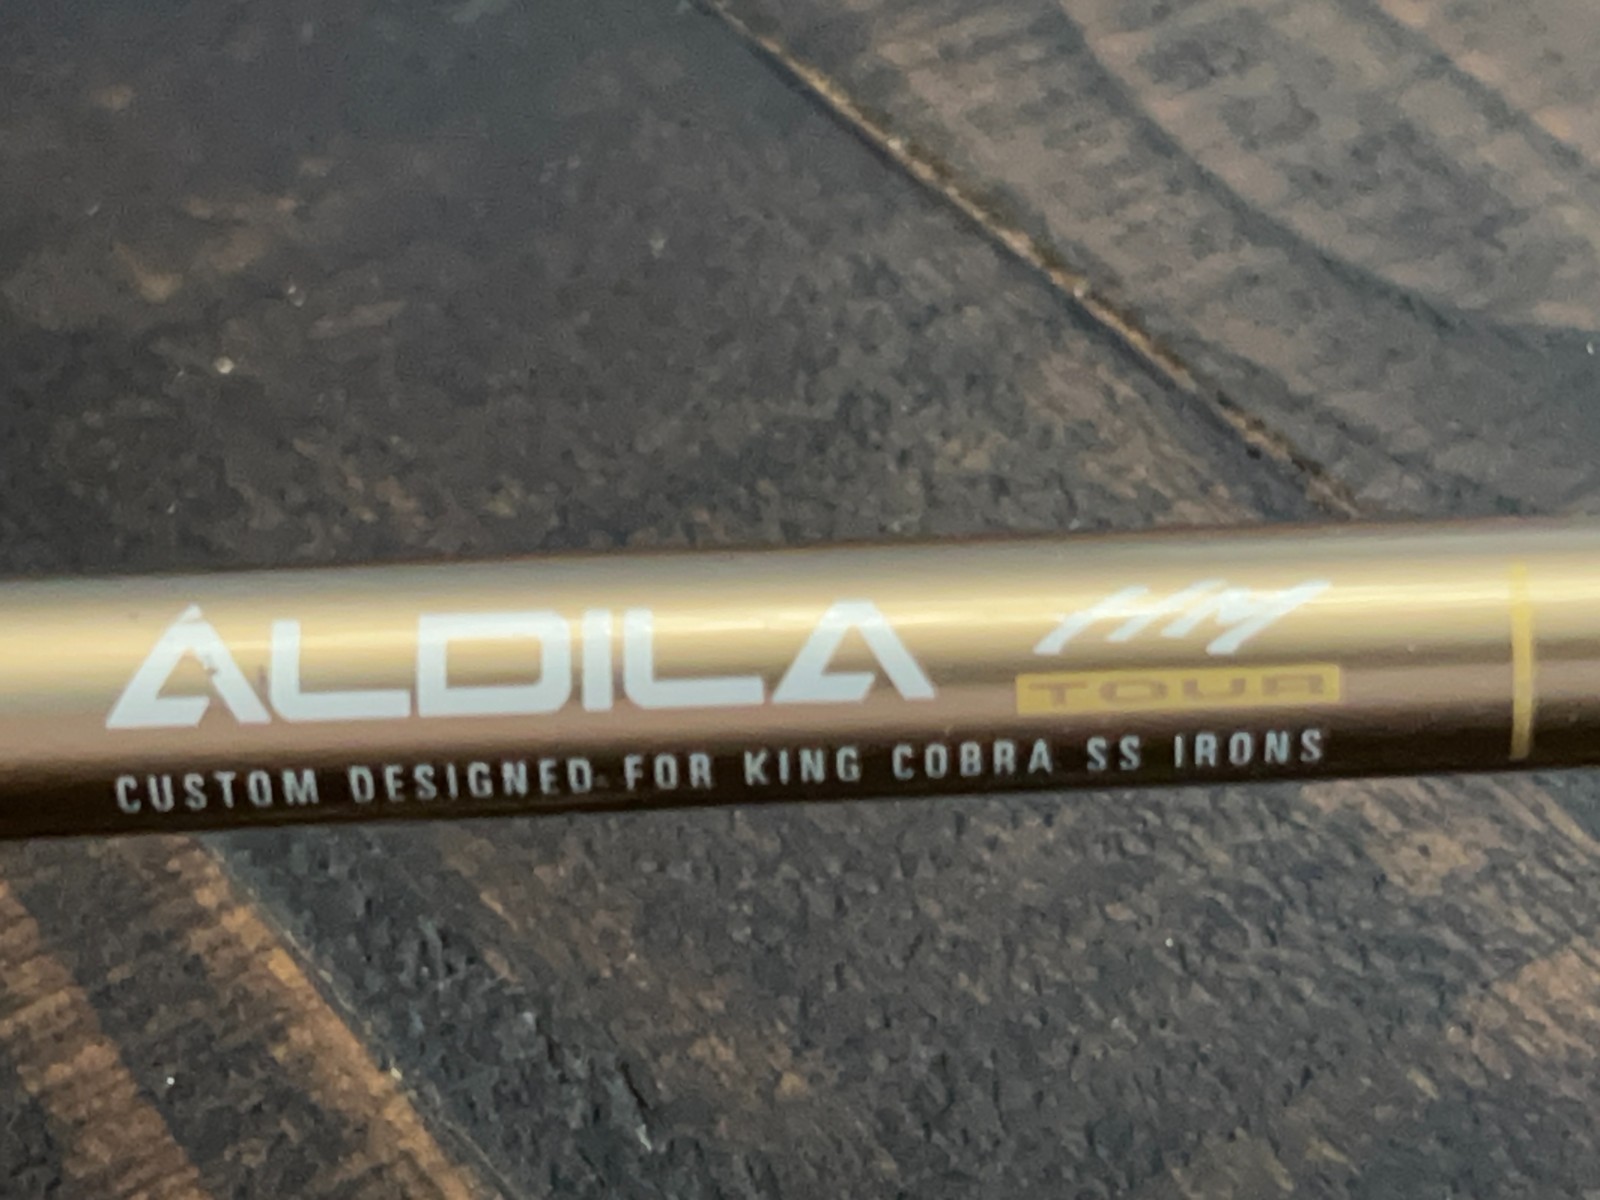 ALDILA HM
TOUR
CUSTOM DESIGNED FOR KING COBRA SS IRONS